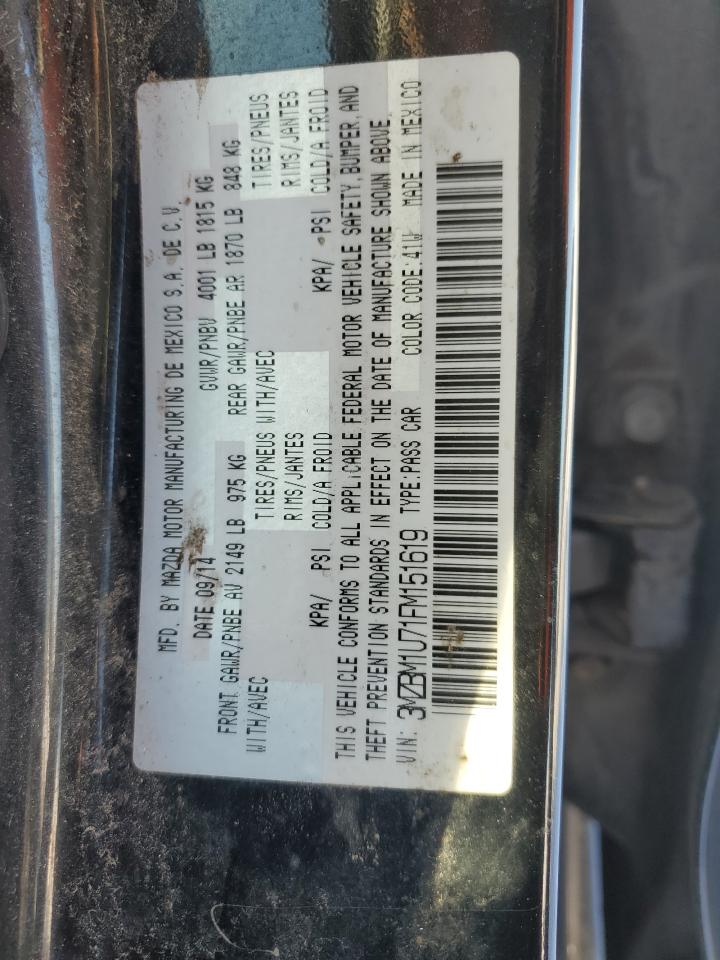 MFD. BY MAZDA MOTOR MANUFACTURING DE MEXICO S.A. DE C.V.
DATE 09/14 GVWR/PNBV 4001 LB 1815 KG
FRONT GAWR/PNBE AV 2149 LB 975 KG REAR GAWR/PNBE AR 1870 LB 848 KG
WITH/AVEC TIRES/PNEUS WITH/AVEC TIRES/PNEUS
RIMS/JANTES RIMS/JANTES
KPA/ PSI COLD/A FROID KPA/ PSI COLD/A FROID
THIS VEHICLE CONFORMS TO ALL APPLICABLE FEDERAL MOTOR VEHICLE SAFETY, BUMPER, AND
THEFT PREVENTION STANDARDS IN EFFECT ON THE DATE OF MANUFACTURE SHOWN ABOVE.
VIN: 3MZBM1U71FM151619 TYPE:PASS CAR COLOR CODE:41W MADE IN MEXICO